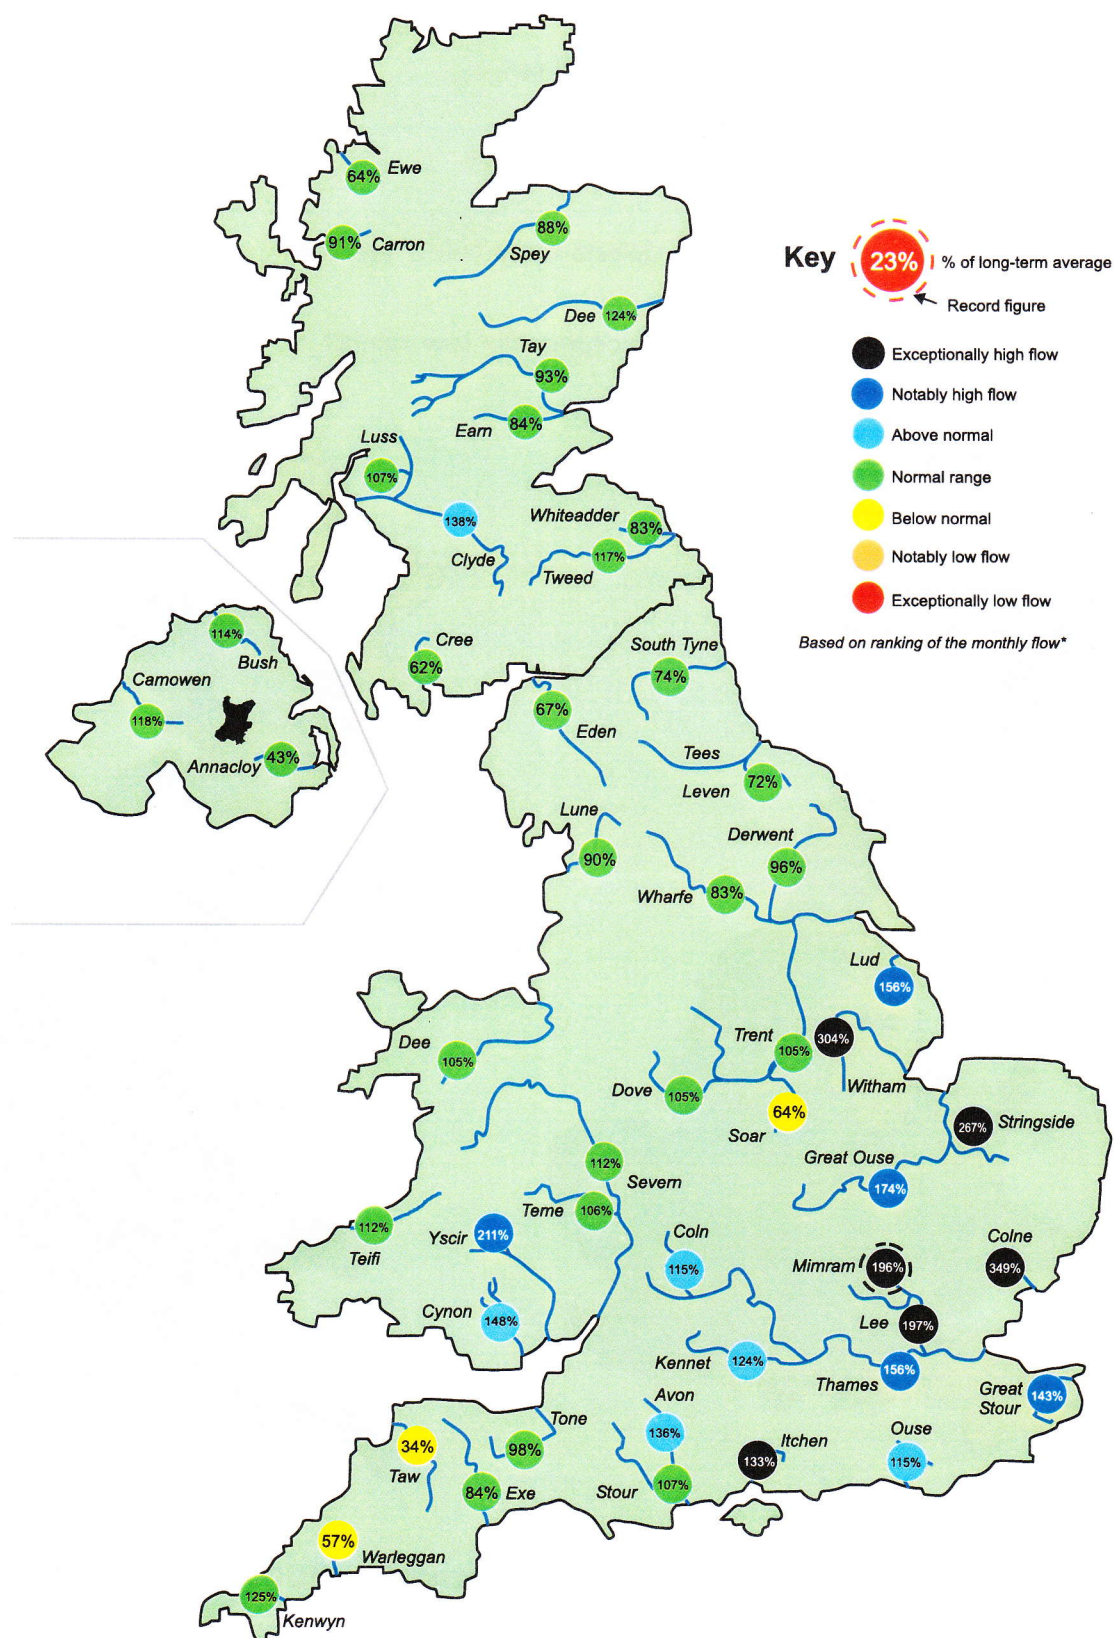 Ewe
64%
91%
Carron
88%
Spey
Key
23%
% of long-term average
Record figure
Dee
124%
Tay
93%
Exceptionally high flow
Notably high flow
Earn
84%
Above normal
Luss
107%
Normal range
138%
Whiteadder
83%
Below normal
Clyde
117%
Tweed
Notably low flow
Exceptionally low flow
Based on ranking of the monthly flow*
114%
Bush
Cree
62%
South Tyne
74%
Camowen
118%
67%
Eden
Annacloy
43%
Tees
Leven
72%
Lune
90%
Derwent
96%
Wharfe
83%
Lud
156%
Dee
105%
Trent
105%
304%
Witham
Dove
105%
64%
Soar
267%
Stringside
112%
Severn
Great Ouse
174%
Teme
106%
112%
Teifi
Yscir
211%
Coln
115%
Mimram
196%
Colne
349%
Cynon
148%
Lee
197%
Kennet
124%
Thames
156%
Great
Stour
143%
Avon
136%
Tone
98%
34%
Taw
Itchen
133%
Ouse
115%
84%
Exe
Stour
107%
57%
Warleggan
125%
Kenwyn